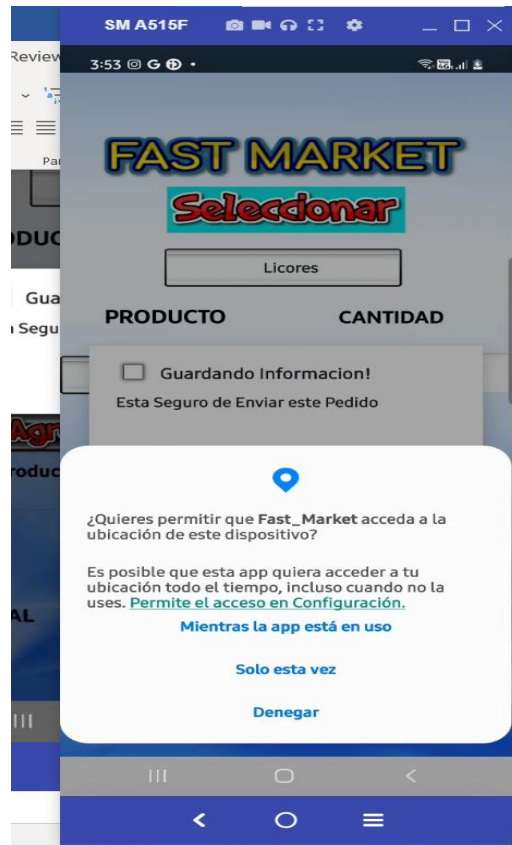 SM A515F
Review
3:53
FAST MARKET
Seleccionar
Licores
PRODUCTO CANTIDAD
Guardando Informacion!
Esta Seguro de Enviar este Pedido
¿Quieres permitir que Fast_Market acceda a la
ubicación de este dispositivo?
Es posible que esta app quiera acceder a tu
ubicación todo el tiempo, incluso cuando no la
uses. Permite el acceso en Configuración.
Mientras la app está en uso
Solo esta vez
Denegar
Par
ODUC
Gua
Segu
Agr
roduc
AL